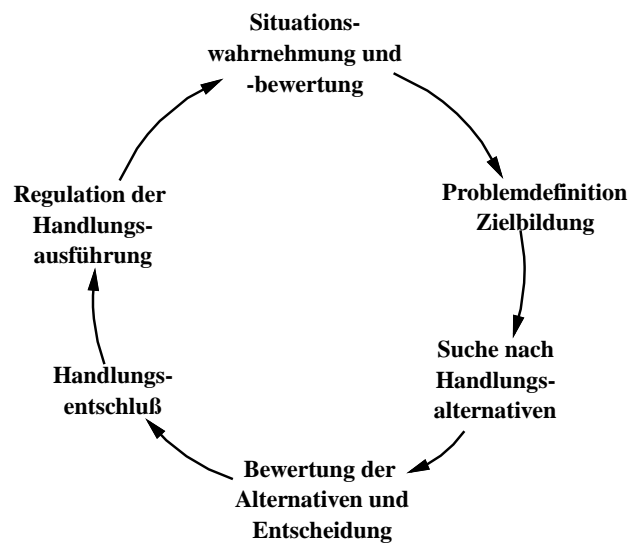 Situations-
wahrnehmung und
-bewertung
Problemdefinition
Zielbildung
Suche nach
Handlungs-
alternativen
Bewertung der
Alternativen und
Entscheidung
Handlungs-
entschluß
Regulation der
Handlungs-
ausführung